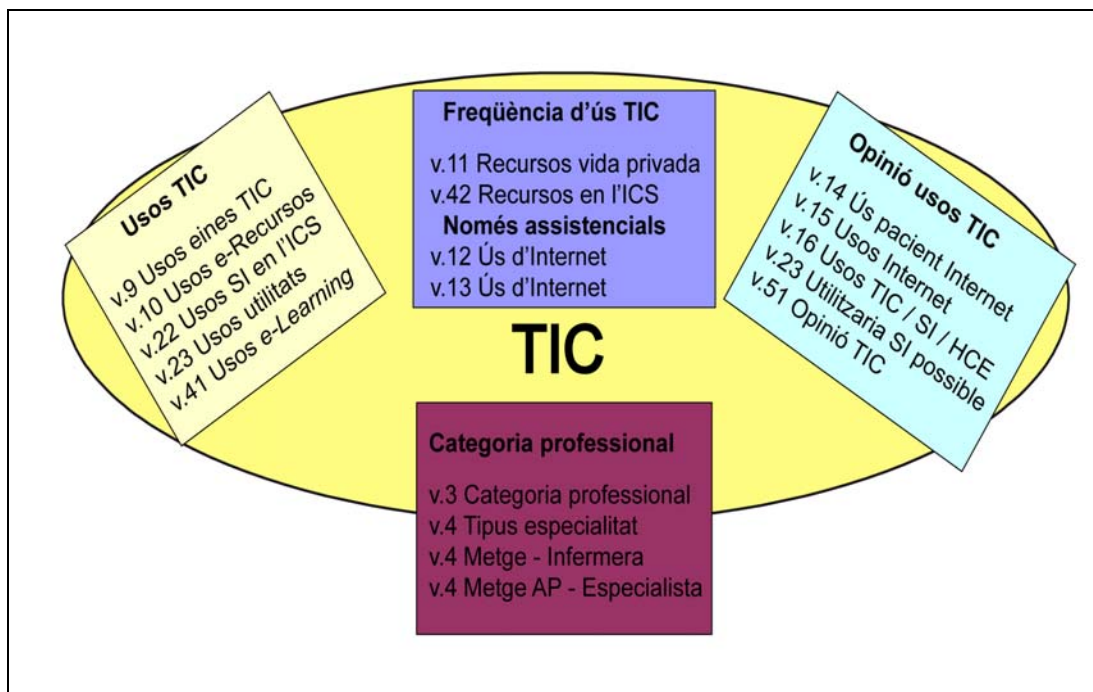 Usos TIC
v.9 Usos eines TIC
v.10 Usos e-Recursos
v.22 Usos SI en l'ICS
v.23 Usos utilitats
v.41 Usos e-Learning
Freqüència d'ús TIC
v.11 Recursos vida privada
v.42 Recursos en l'ICS
Només assistencials
v.12 Ús d'Internet
v.13 Ús d'Internet
Opinió usos TIC
v.14 Ús pacient Internet
v.15 Usos Internet
v.16 Usos TIC / SI / HCE
v.23 Utilitzaria SI possible
v.51 Opinió TIC
TIC
Categoria professional
v.3 Categoria professional
v.4 Tipus especialitat
v.4 Metge - Infermera
v.4 Metge AP - Especialista